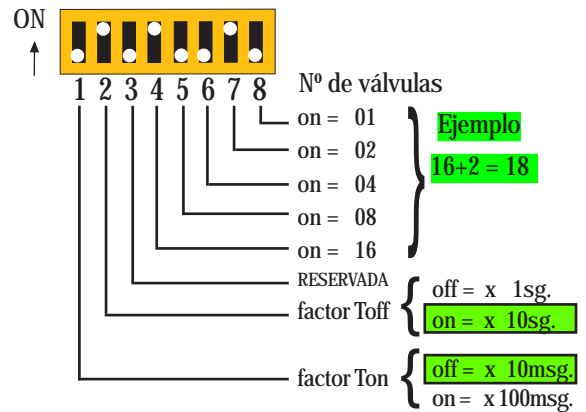 ON
1 2 3 4 5 6 7 8
Nº de válvulas
on = 01
on = 02
on = 04
on = 08
on = 16
Ejemplo
16+2 = 18
RESERVADA
factor Toff
off = x 1sg.
on = x 10sg.
factor Ton
off = x 10msg.
on = x 100msg.